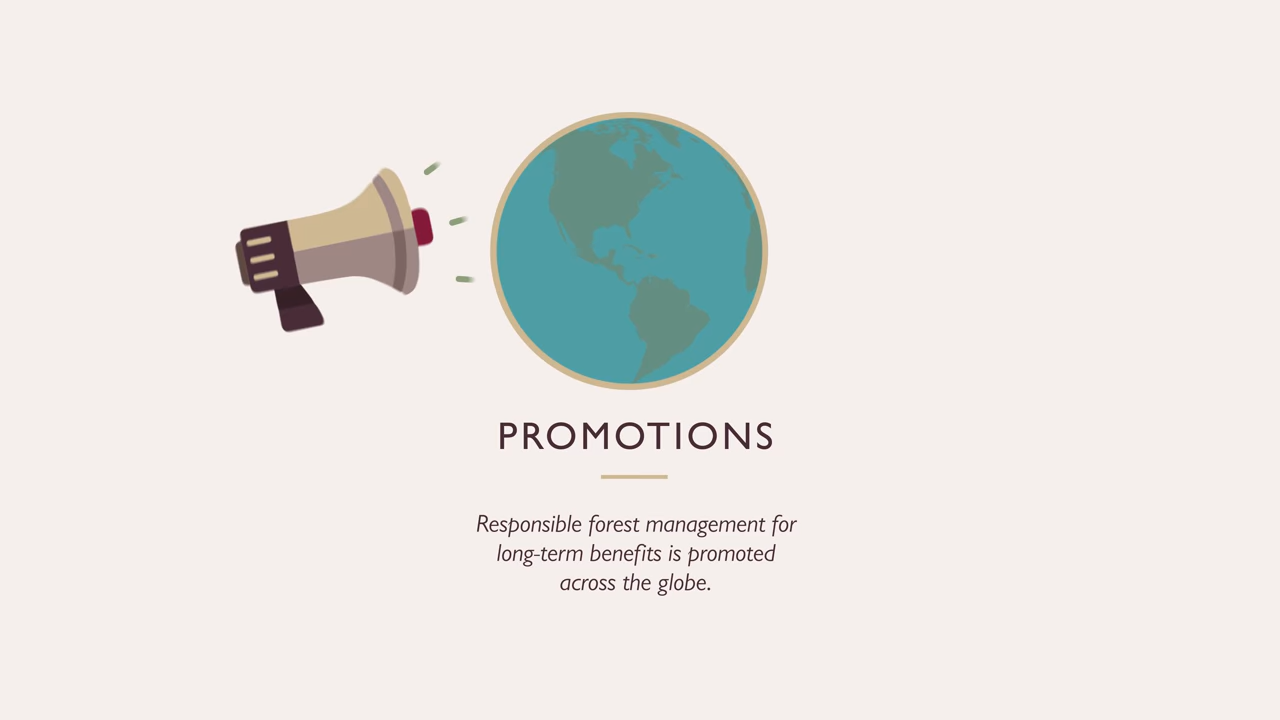 PROMOTIONS
Responsible forest management for
long-term benefits is promoted
across the globe.